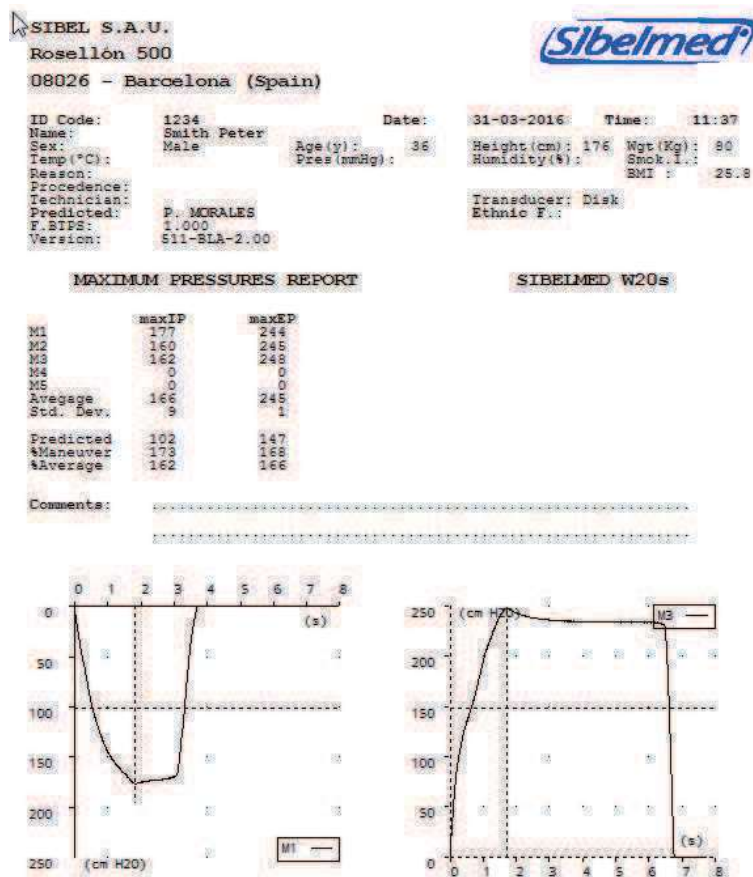 SIBEL S.A.U.
Sibelmed
Rosellón 500
08026 - Barcelona (Spain)
ID Code: 1234 Date: 31-03-2016 Time: 11:37
Name: Smith Peter
Sex: Male Age(y): 36 Height(cm): 176 Wgt(Kg): 80
Temp(°C): Pres(mmHg): Humidity(%): Smok.I.:
Reason: BMI : 25.8
Procedence:
Technician: Transducer: Disk
Predicted: P. MORALES Ethnic F.:
F.BTPS: 1.000
Version: 511-BLA-2.00
MAXIMUM PRESSURES REPORT SIBELMED W20s
maxIP maxEP
M1 177 244
M2 160 245
M3 162 248
M4 0 0
M5 0 0
Avegage 166 245
Std. Dev. 9 1
Predicted 102 147
%Maneuver 173 168
%Average 162 166
Comments:
0 1 2 3 4 5 6 7 8
0
(s)
50
100
150
200
250
(cm H2O)
M1
250
(cm H2O)
M3
200
150
100
50
0
(s)
0 1 2 3 4 5 6 7 8